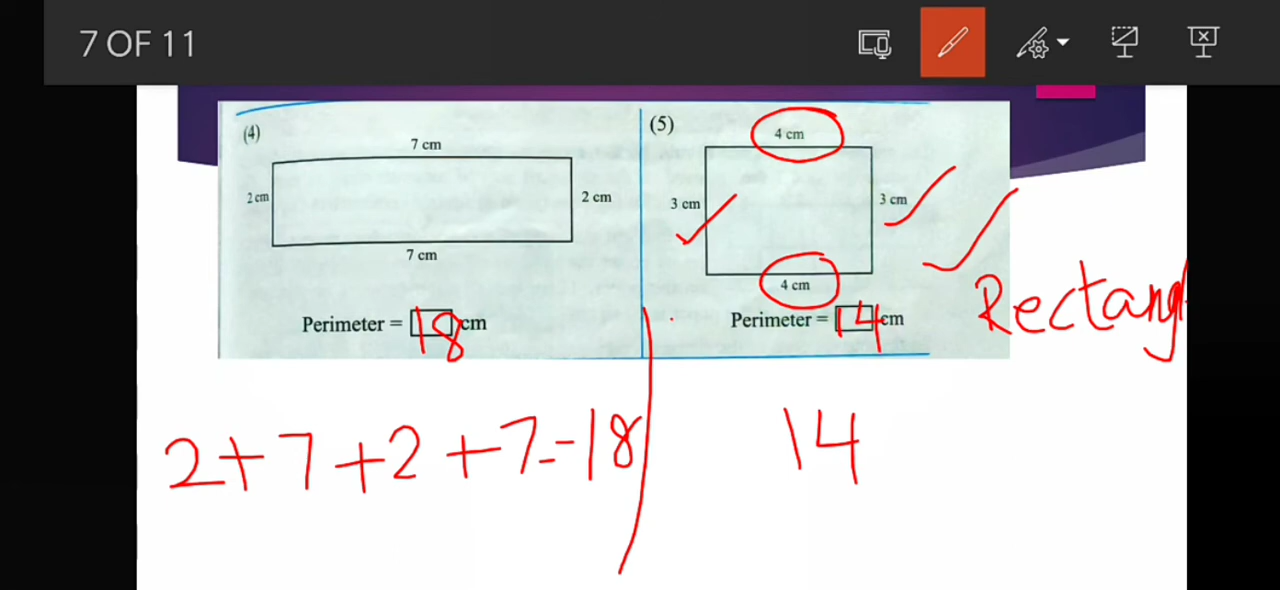 7 OF 11
(4)
7 cm
2 cm
2 cm
7 cm
Perimeter = 18 cm
(5)
4 cm
3 cm
3 cm
4 cm
Perimeter = 14 cm
Rectangl
2+7+2+7=18
14